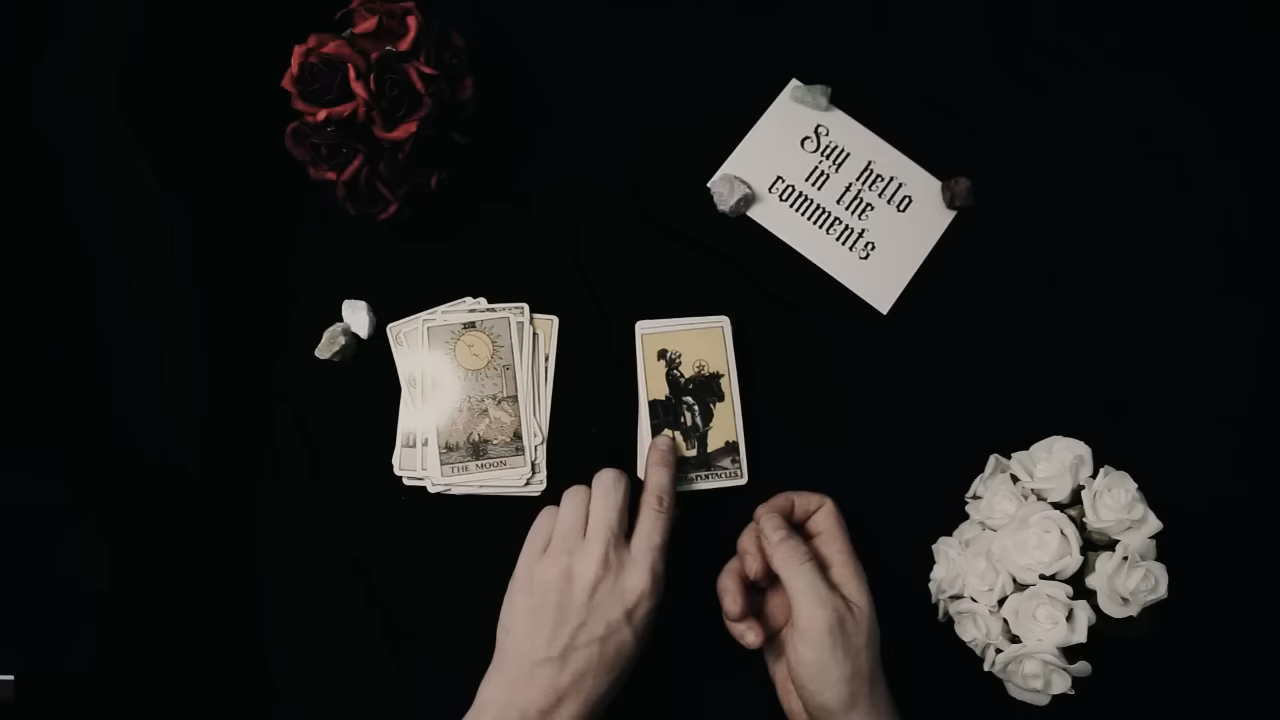 Say hello
in the
comments
THE MOON.
PENTACLES.